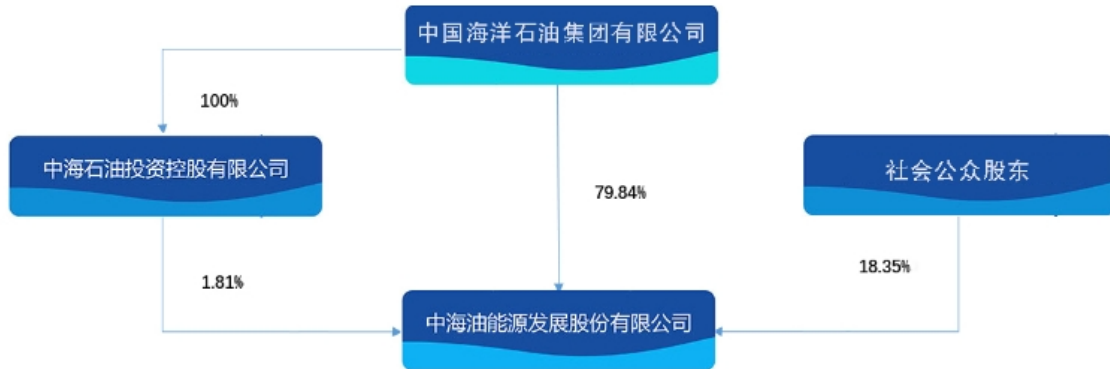 中国海洋石油集团有限公司
100%
中海石油投资控股有限公司
社会公众股东
79.84%
1.81%
18.35%
中海油能源发展股份有限公司